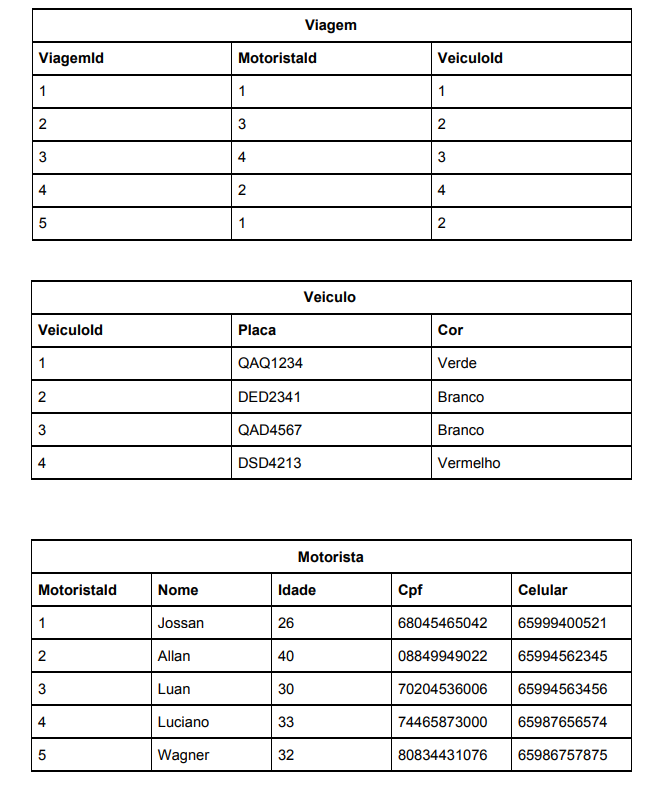 Viagem
ViagemId MotoristaId VeiculoId
1 1 1
2 3 2
3 4 3
4 2 4
5 1 2
Veiculo
VeiculoId Placa Cor
1 QAQ1234 Verde
2 DED2341 Branco
3 QAD4567 Branco
4 DSD4213 Vermelho
Motorista
MotoristaId Nome Idade Cpf Celular
1 Jossan 26 68045465042 65999400521
2 Allan 40 08849949022 65994562345
3 Luan 30 70204536006 65994563456
4 Luciano 33 74465873000 65987656574
5 Wagner 32 80834431076 65986757875